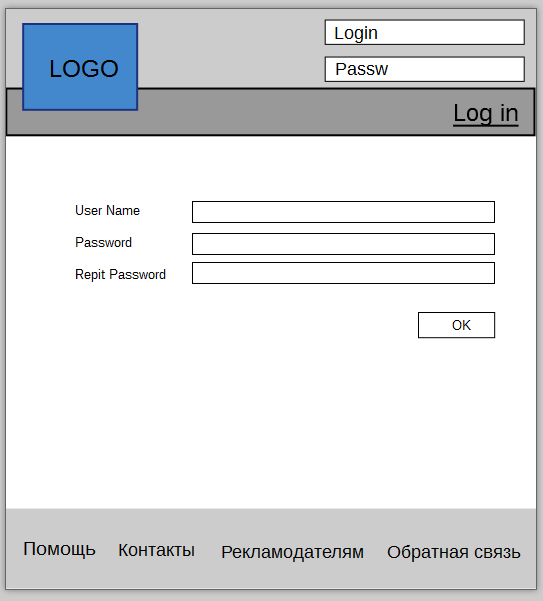 LOGO
Login
Passw
Log in
User Name
Password
Repit Password
OK
Помощь Контакты Рекламодателям Обратная связь